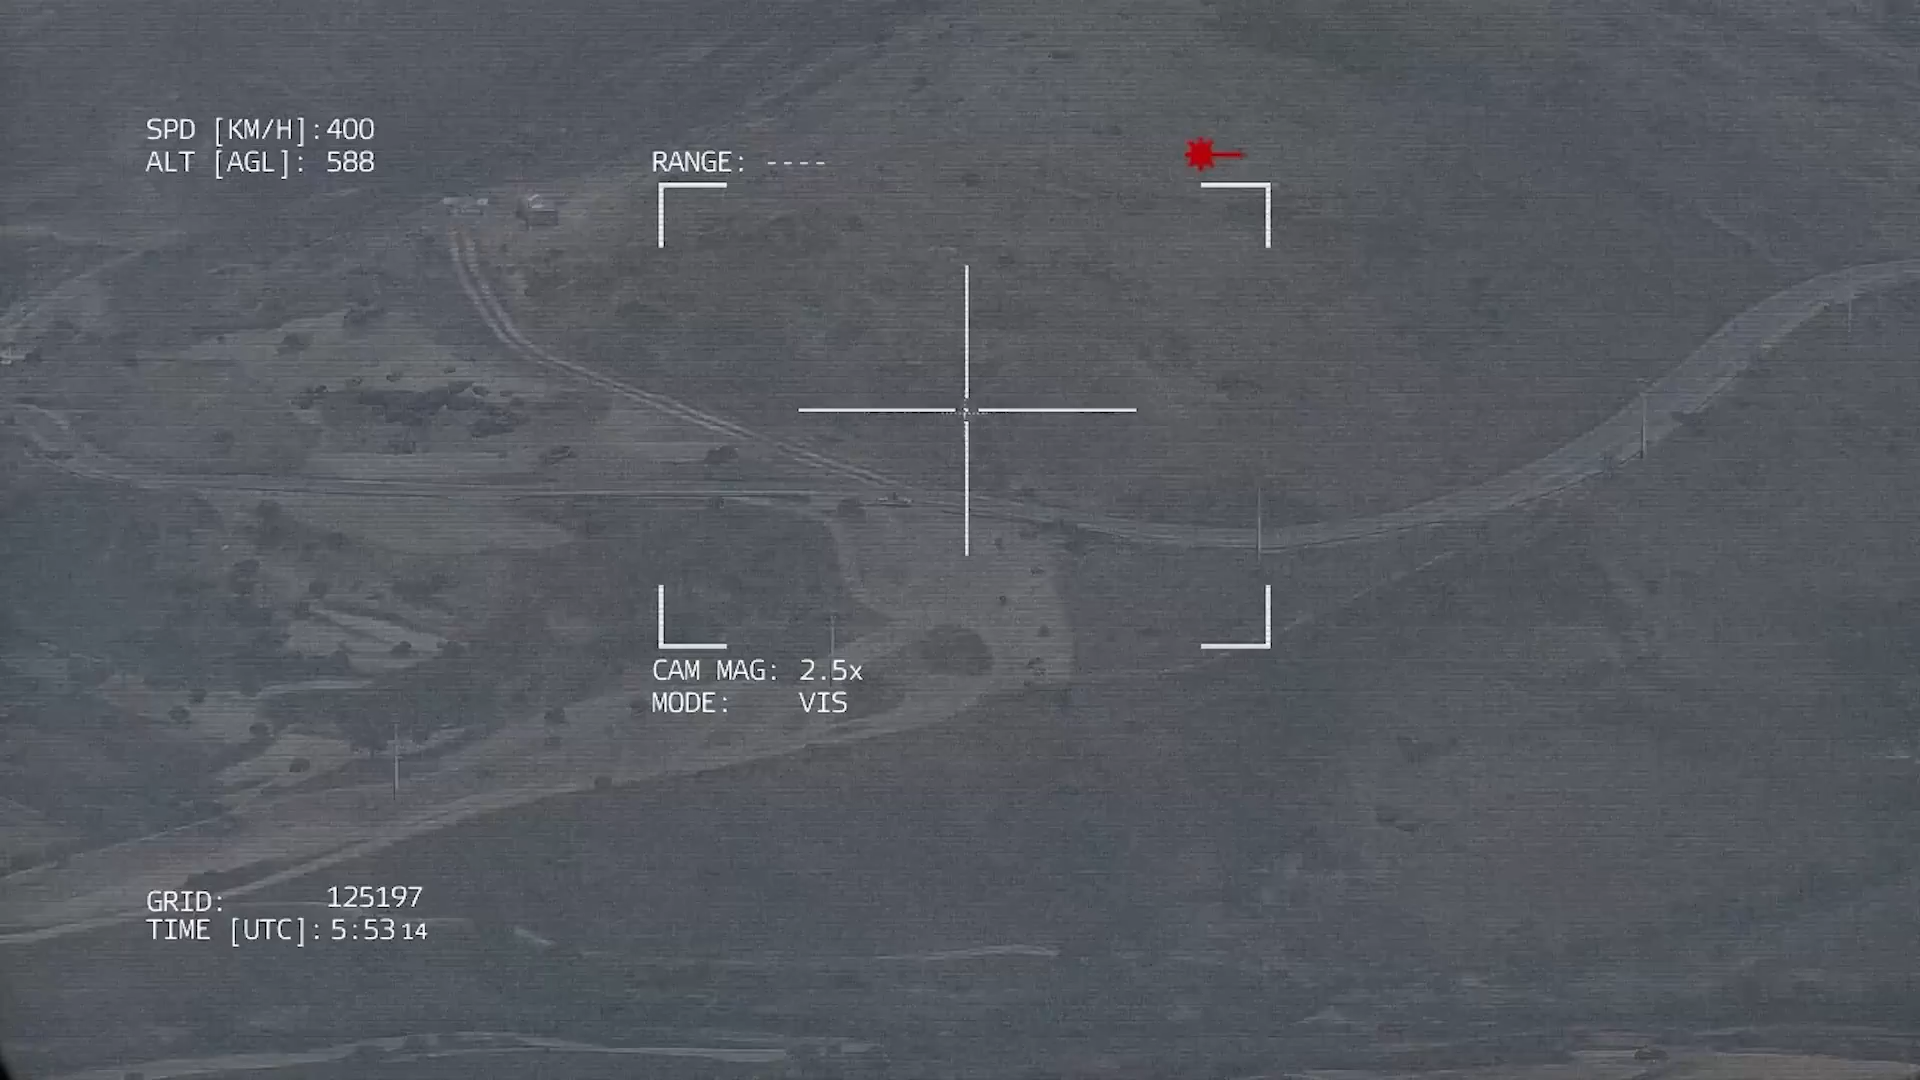 SPD [KM/H]: 400
ALT [AGL]: 588
RANGE: ----
CAM MAG: 2.5x
MODE: VIS
GRID: 125197
TIME [UTC]: 5:53 14